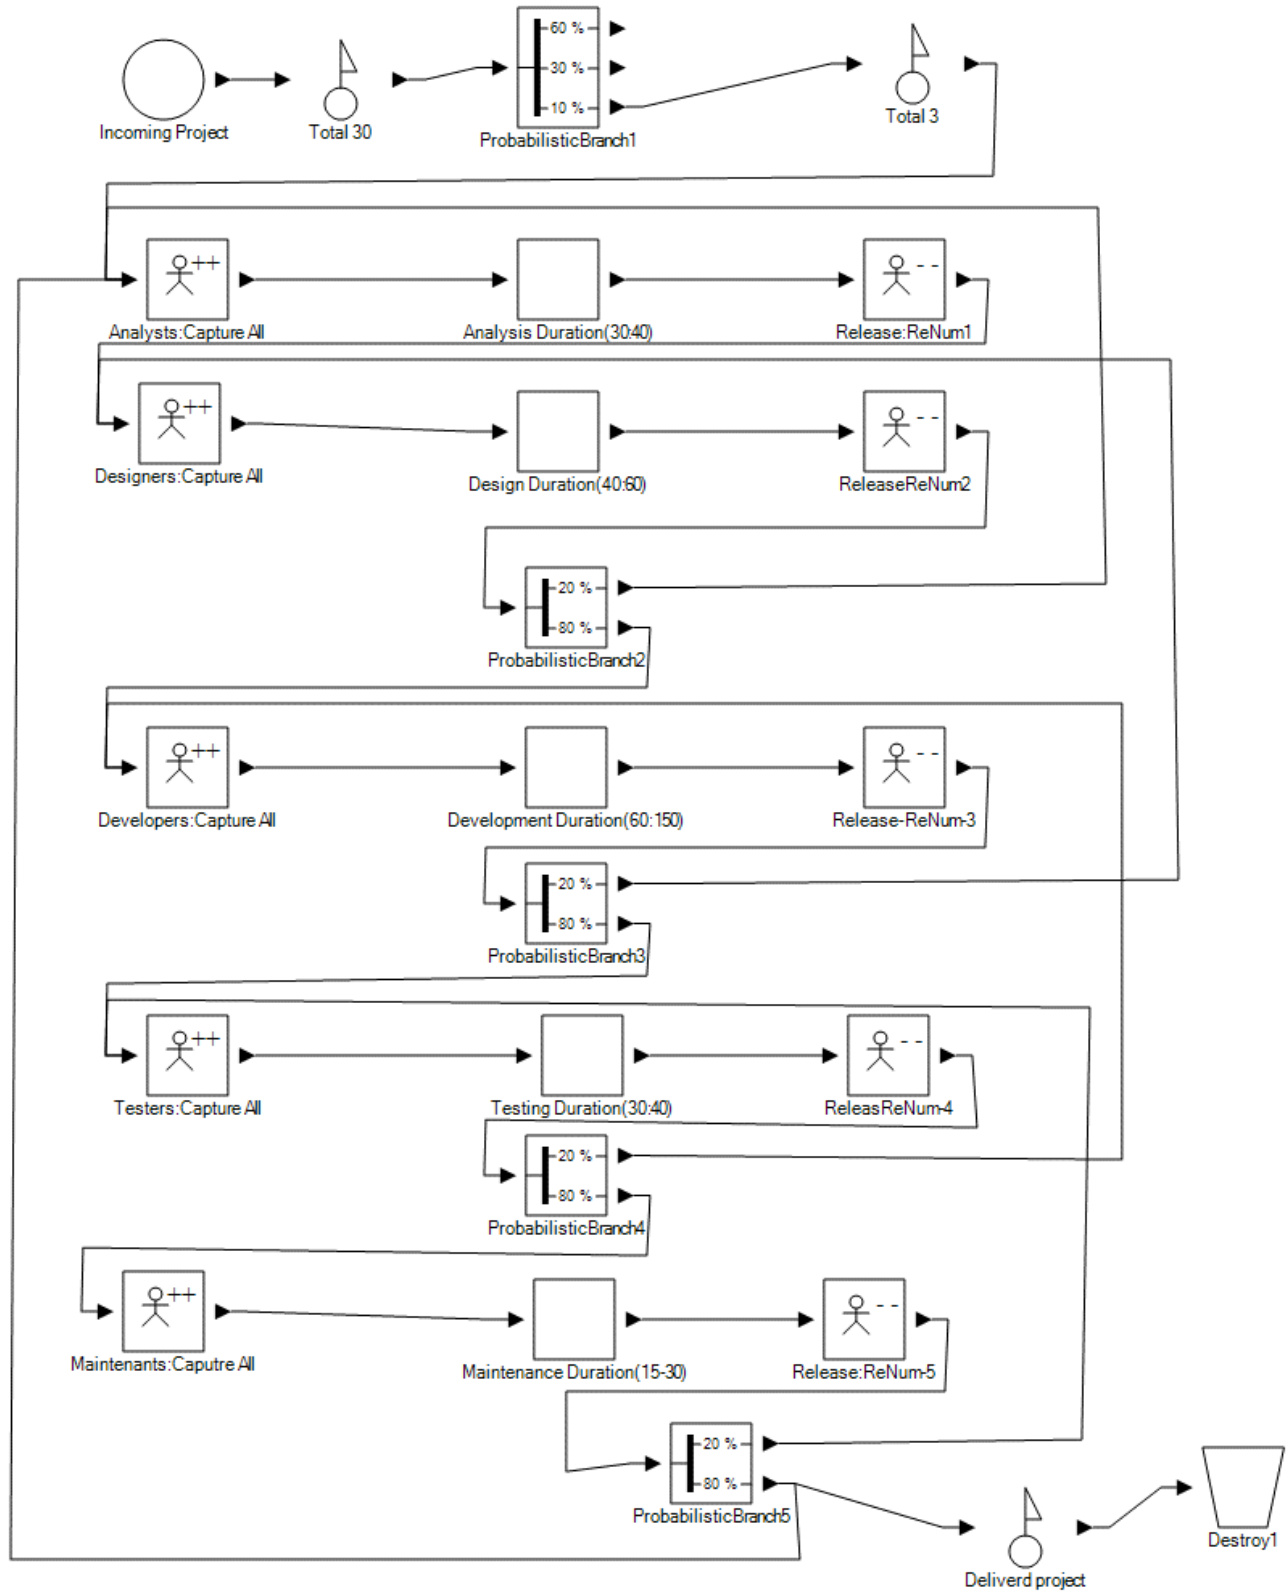 60 %
30 %
10 %
Incoming Project
Total 30
ProbabilisticBranch1
Total 3
++
- -
Analysts:Capture All
Analysis Duration(30:40)
Release:ReNum1
++
- -
Designers:Capture All
Design Duration(40:60)
ReleaseReNum2
20 %
80 %
ProbabilisticBranch2
++
- -
Developers:Capture All
Development Duration(60:150)
Release-ReNum-3
20 %
80 %
ProbabilisticBranch3
++
- -
Testers:Capture All
Testing Duration(30:40)
ReleasReNum-4
20 %
80 %
ProbabilisticBranch4
++
- -
Maintenants:Caputre All
Maintenance Duration(15-30)
Release:ReNum-5
20 %
80 %
ProbabilisticBranch5
Destroy1
Deliverd project